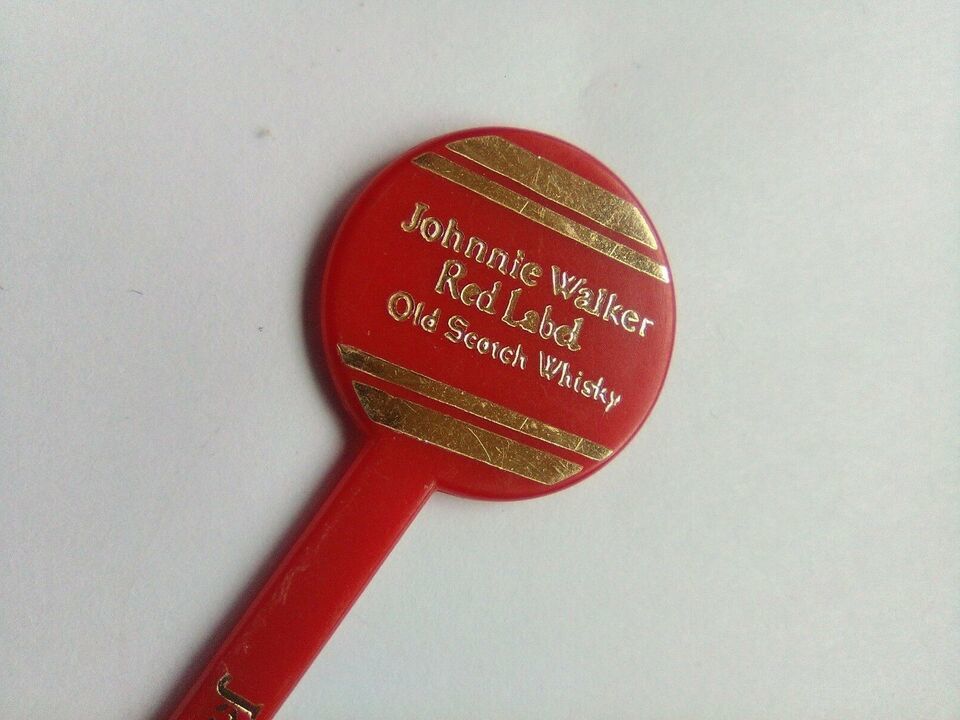 Johnnie Walker
Red Label
Old Scotch Whisky